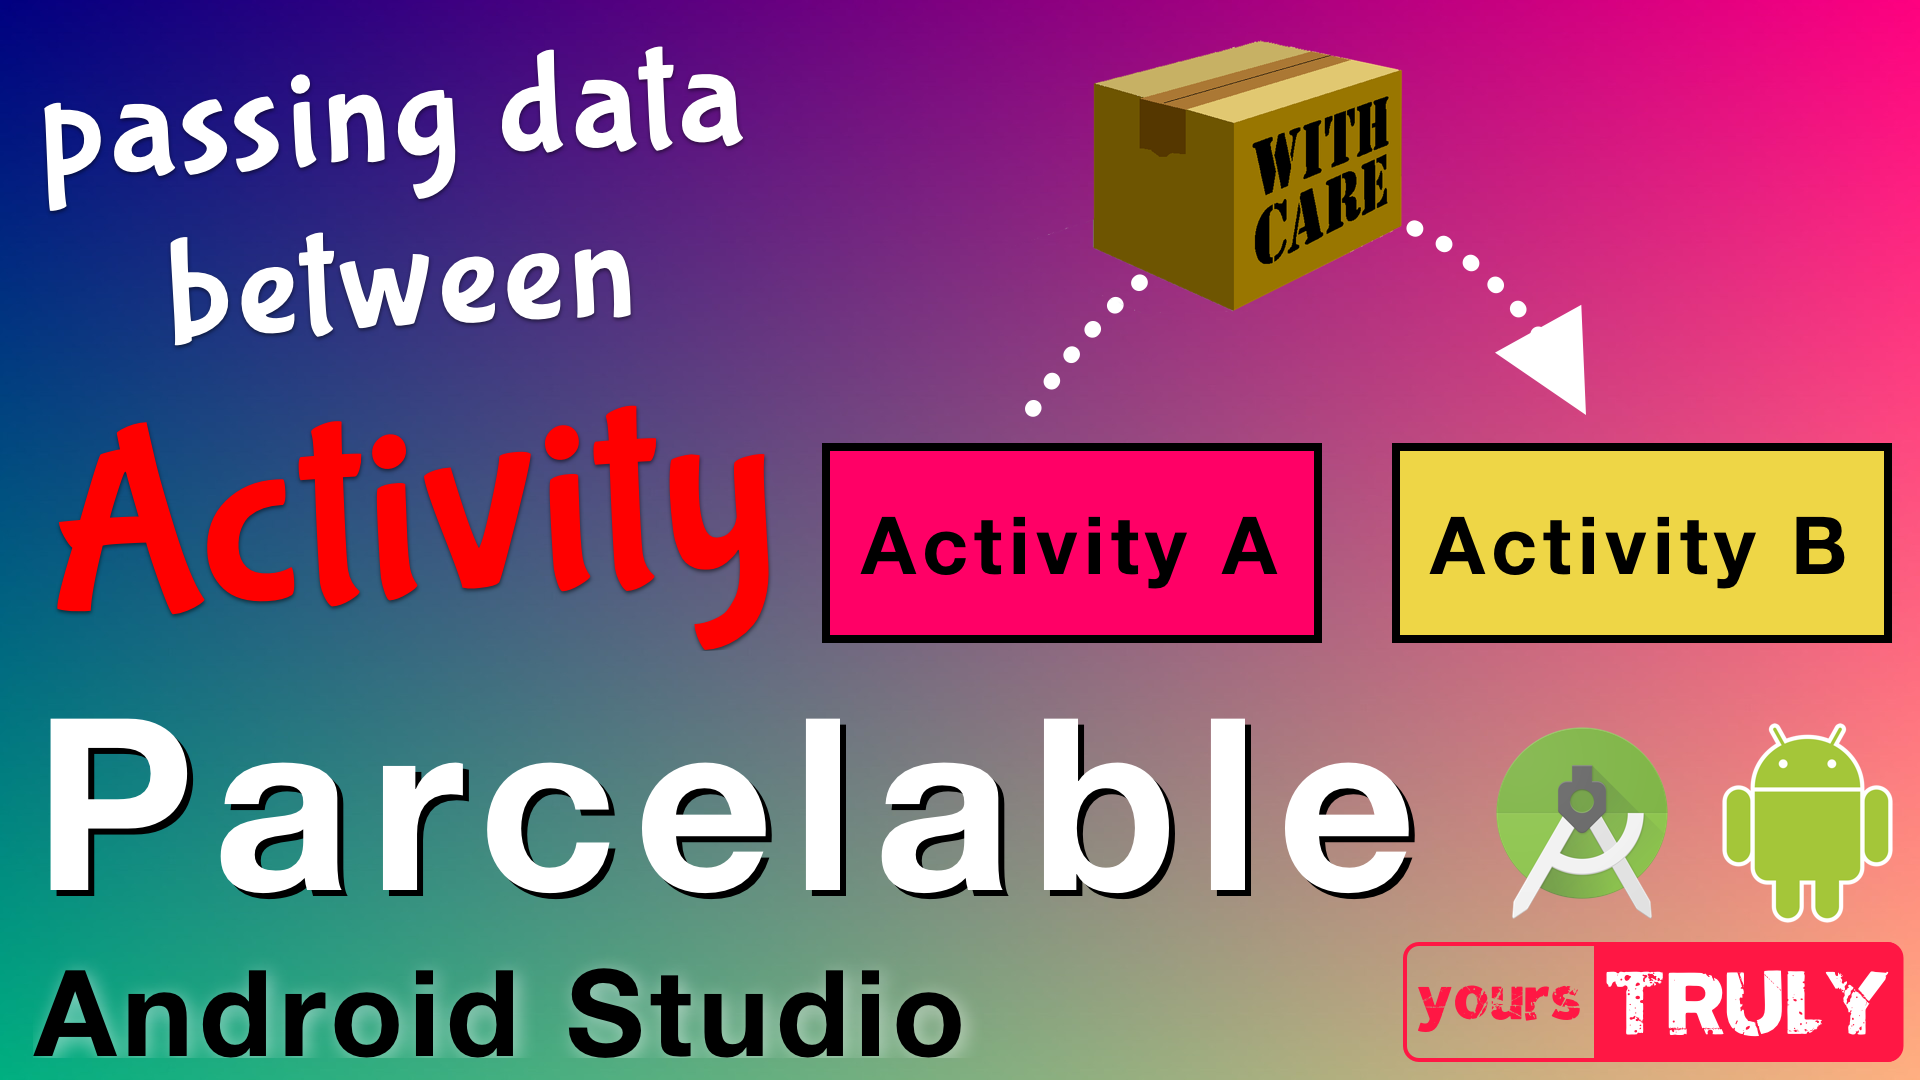 passing data
between
Activity
WITH
CARE
Activity A
Activity B
Parcelable
Android Studio
yours TRULY